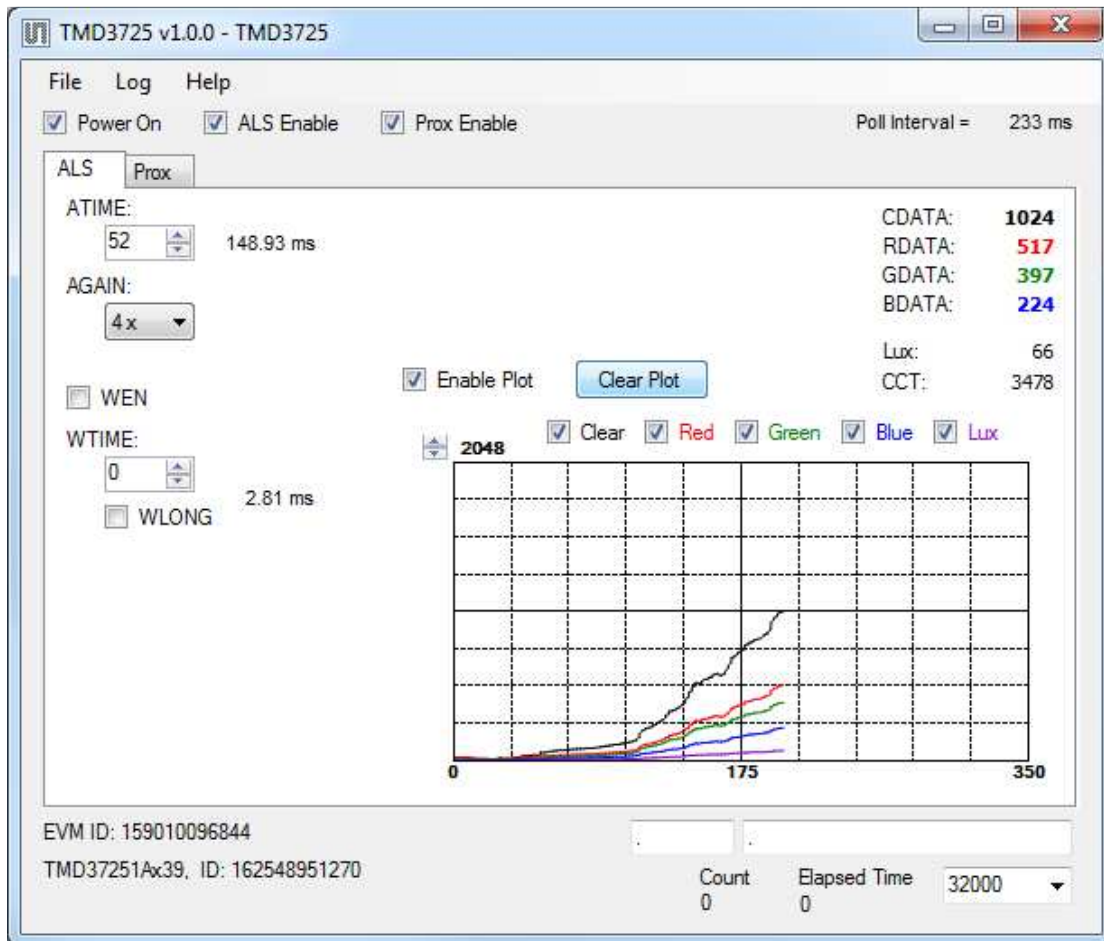 TMD3725 v1.0.0 - TMD3725
File Log Help
Power On ALS Enable Prox Enable Poll Interval = 233 ms
ALS Prox
ATIME:
52 148.93 ms
AGAIN:
4 x
WEN
WTIME:
0
2.81 ms
WLONG
CDATA: 1024
RDATA: 517
GDATA: 397
BDATA: 224
Lux: 66
CCT: 3478
Enable Plot Clear Plot
Clear Red Green Blue Lux
2048
0 175 350
EVM ID: 159010096844
. .
TMD37251Ax39, ID: 162548951270
Count Elapsed Time 32000
0 0